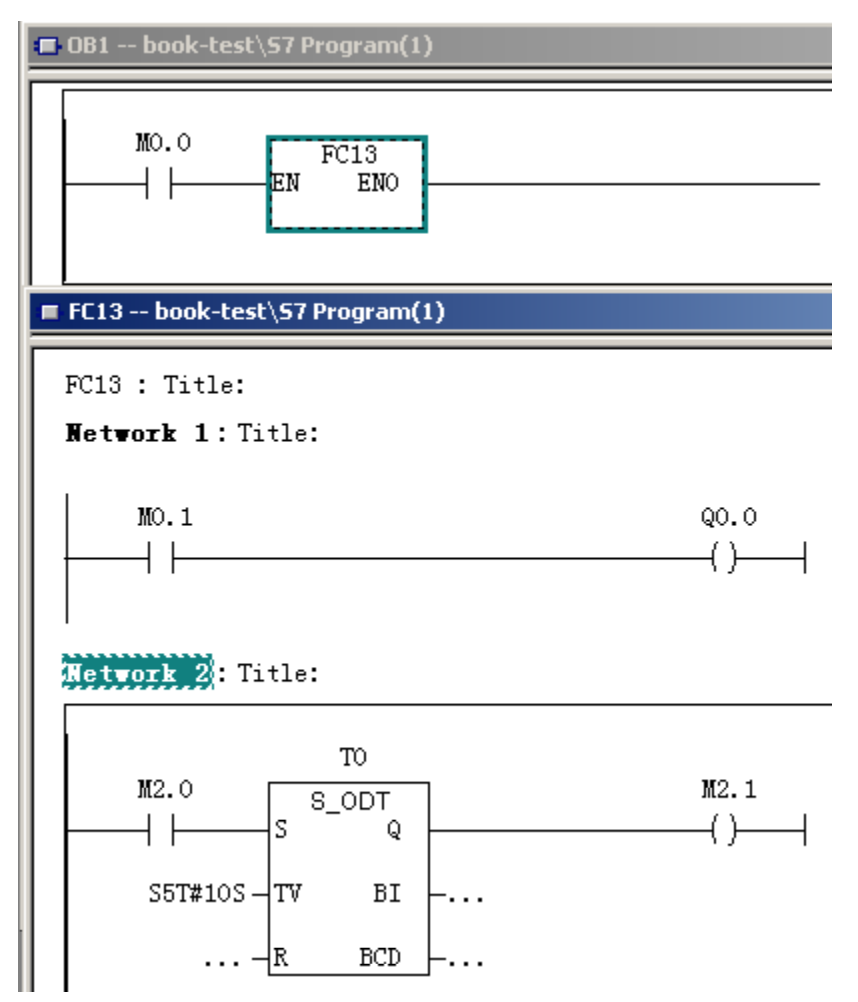 OB1 -- book-test\S7 Program(1)
M0.0
FC13
EN ENO
FC13 -- book-test\S7 Program(1)
FC13 : Title:
Network 1: Title:
M0.1 Q0.0
Network 2: Title:
T0
M2.0 S_ODT M2.1
S Q
S5T#10S TV BI ...
... R BCD ...